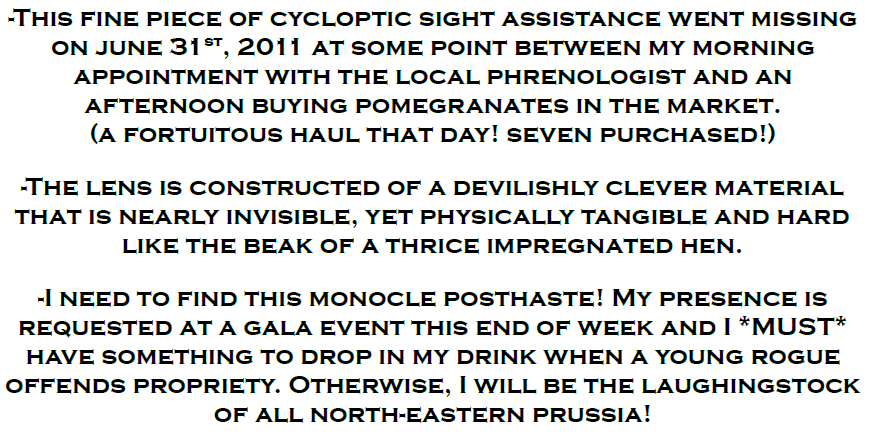 -This fine piece of cycloptic sight assistance went missing
on june 31st, 2011 at some point between my morning
appointment with the local phrenologist and an
afternoon buying pomegranates in the market.
(a fortuitous haul that day! seven purchased!)
-The lens is constructed of a devilishly clever material
that is nearly invisible, yet physically tangible and hard
like the beak of a thrice impregnated hen.
-I need to find this monocle posthaste! My presence is
requested at a gala event this end of week and I *MUST*
have something to drop in my drink when a young rogue
offends propriety. Otherwise, I will be the laughingstock
of all north-eastern prussia!